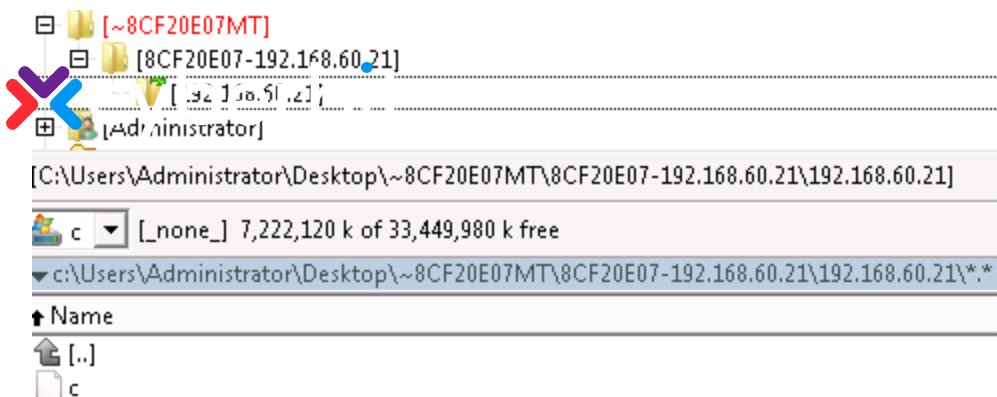 [~8CF20E07MT]
[8CF20E07-192.168.60.21]
[Administrator]
[C:\Users\Administrator\Desktop\~8CF20E07MT\8CF20E07-192.168.60.21\192.168.60.21]
c [_none_] 7,222,120 k of 33,449,980 k free
c:\Users\Administrator\Desktop\~8CF20E07MT\8CF20E07-192.168.60.21\192.168.60.21\*.*
Name
[..]
c